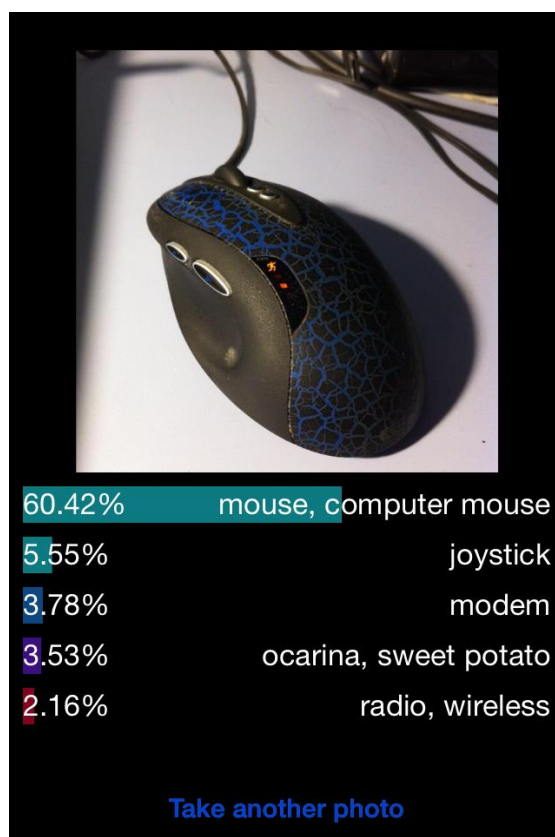 60.42% mouse, computer mouse
5.55% joystick
3.78% modem
3.53% ocarina, sweet potato
2.16% radio, wireless
Take another photo